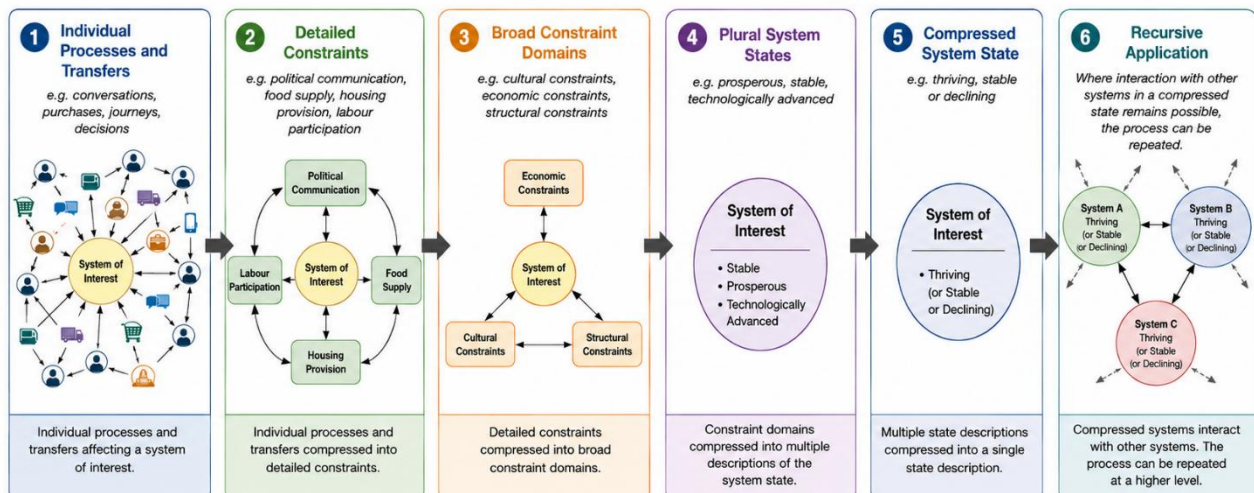 1
Individual
Processes and
Transfers
e.g. conversations,
purchases, journeys,
decisions
System of
Interest
Individual processes and
transfers affecting a system
of interest.
2
Detailed
Constraints
e.g. political communication,
food supply, housing
provision, labour
participation
Political
Communication
Labour
Participation
System of
Interest
Food
Supply
Housing
Provision
Individual processes and
transfers compressed into
detailed constraints.
3
Broad Constraint
Domains
e.g. cultural constraints,
economic constraints,
structural constraints
Economic
Constraints
System of
Interest
Cultural
Constraints
Structural
Constraints
Detailed constraints
compressed into broad
constraint domains.
4
Plural System
States
e.g. prosperous, stable,
technologically advanced
System of
Interest
• Stable
• Prosperous
• Technologically
Advanced
Constraint domains
compressed into multiple
descriptions of the
system state.
5
Compressed
System State
e.g. thriving, stable
or declining
System of
Interest
• Thriving
(or Stable
or Declining)
Multiple state descriptions
compressed into a single
state description.
6
Recursive
Application
Where interaction with other
systems in a compressed
state remains possible,
the process can be
repeated.
System A
Thriving
(or Stable
(or Declining)
System B
Thriving
(or Stable
(or Declining)
System C
Thriving
(or Stable
(or Declining)
Compressed systems interact
with other systems. The
process can be repeated
at a higher level.